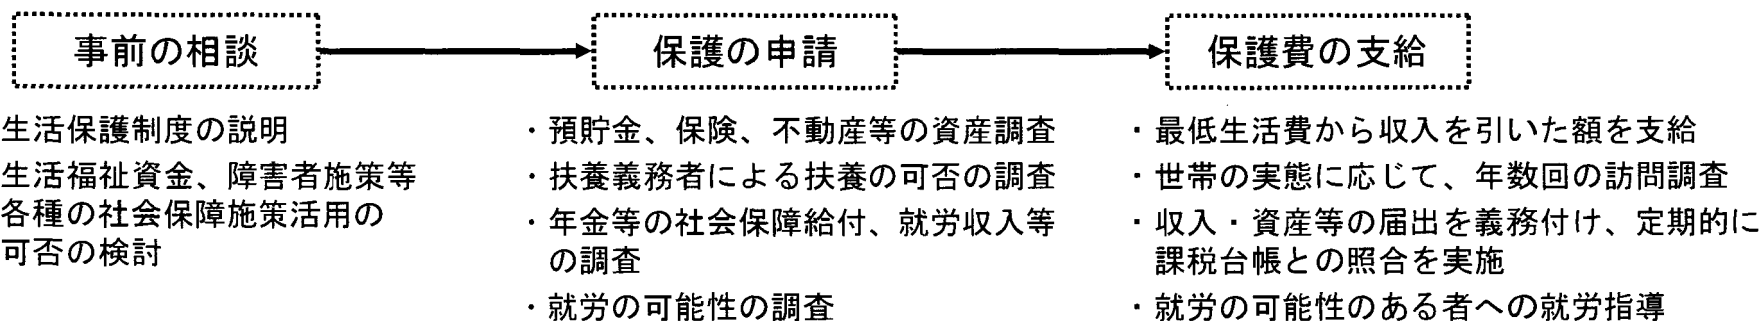 事前の相談
保護の申請
保護費の支給
生活保護制度の説明
生活福祉資金、障害者施策等
各種の社会保障施策活用の
可否の検討
・預貯金、保険、不動産等の資産調査
・扶養義務者による扶養の可否の調査
・年金等の社会保障給付、就労収入等
の調査
・就労の可能性の調査
・最低生活費から収入を引いた額を支給
・世帯の実態に応じて、年数回の訪問調査
・収入・資産等の届出を義務付け、定期的に
課税台帳との照合を実施
・就労の可能性のある者への就労指導